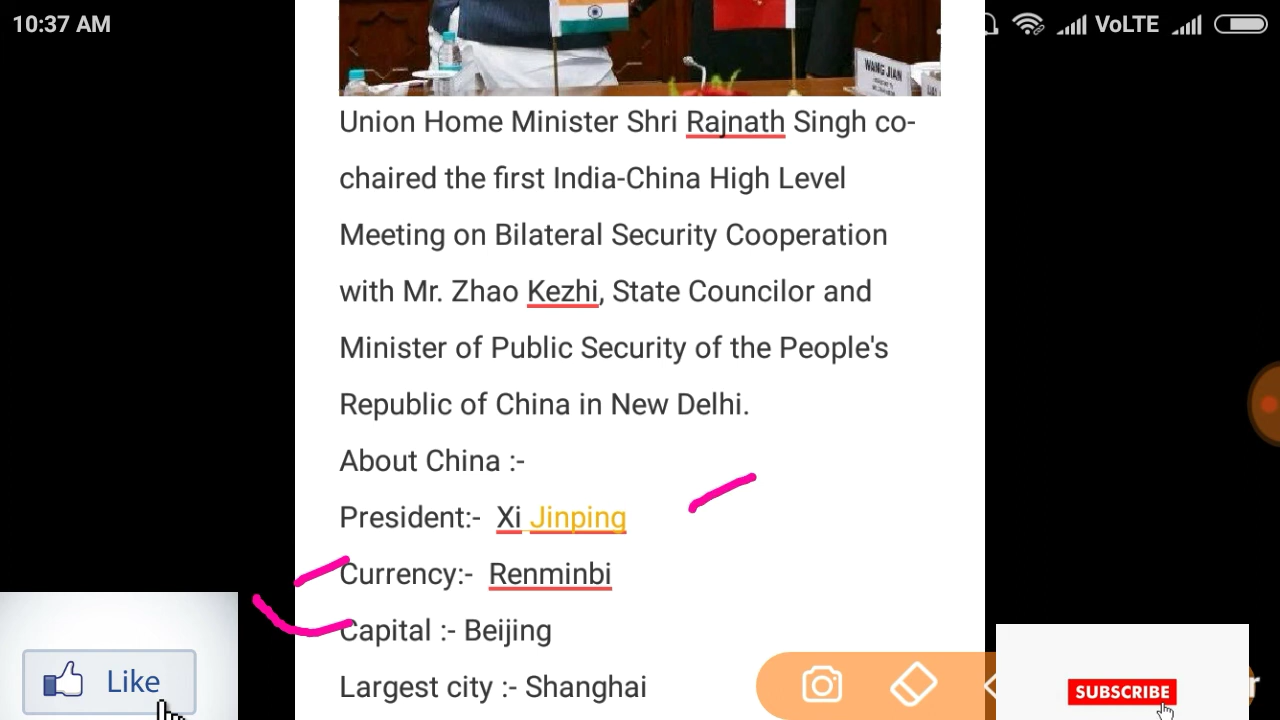 10:37 AM
VoLTE
WANG JIAN
Union Home Minister Shri Rajnath Singh co-
chaired the first India-China High Level
Meeting on Bilateral Security Cooperation
with Mr. Zhao Kezhi, State Councilor and
Minister of Public Security of the People's
Republic of China in New Delhi.
About China :-
President:- Xi Jinping
Currency:- Renminbi
Capital :- Beijing
Largest city :- Shanghai
Like
SUBSCRIBE